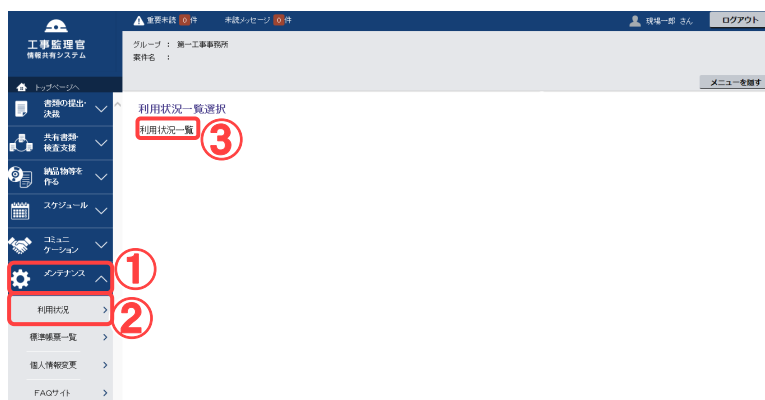 重要未読 0 件 未読メッセージ 0 件
現場一郎 さん
ログアウト
工事監理官
情報共有システム
グループ ： 第一工事事務所
案件名 ：
トップページへ
メニューを隠す
書類の提出・
決裁
共有書類・
検査支援
納品物等を
作る
スケジュール
コミュニ
ケーション
メンテナンス
①
利用状況
②
標準帳票一覧
個人情報変更
FAQサイト
利用状況一覧選択
利用状況一覧
③